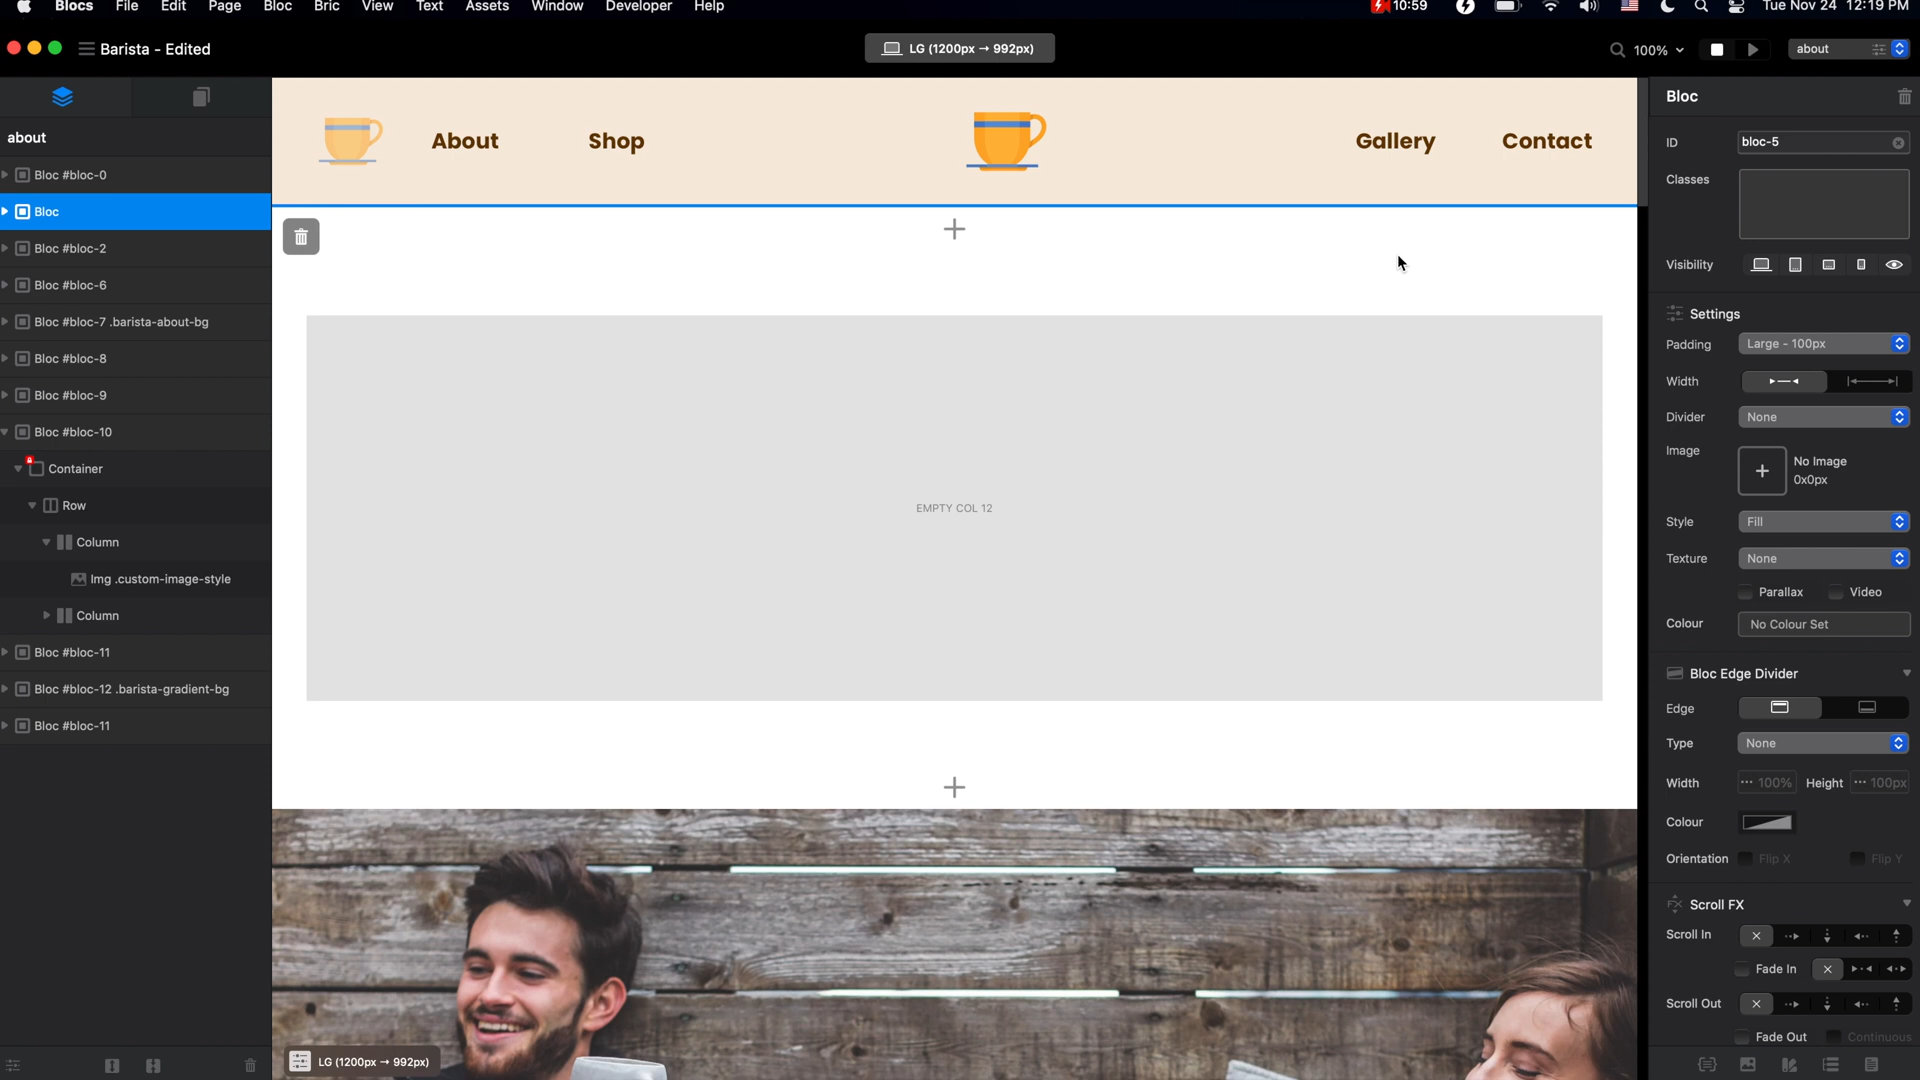 Blocs File Edit Page Bloc Bric View Text Assets Window Developer Help 10:59 Tue Nov 24 12:19 PM
Barista - Edited LG (1200px → 992px) 100% about
about
Bloc #bloc-0
Bloc
Bloc #bloc-2
Bloc #bloc-6
Bloc #bloc-7 .barista-about-bg
Bloc #bloc-8
Bloc #bloc-9
Bloc #bloc-10
Container
Row
Column
Img .custom-image-style
Column
Bloc #bloc-11
Bloc #bloc-12 .barista-gradient-bg
Bloc #bloc-11
About Shop Gallery Contact
EMPTY COL 12
LG (1200px → 992px)
Bloc
ID bloc-5
Classes
Visibility
Settings
Padding Large - 100px
Width
Divider None
Image No Image
0x0px
Style Fill
Texture None
Parallax Video
Colour No Colour Set
Bloc Edge Divider
Edge
Type None
Width 100% Height 100px
Colour
Orientation Flip X Flip Y
Scroll FX
Scroll In
Fade In
Scroll Out
Fade Out Continuous